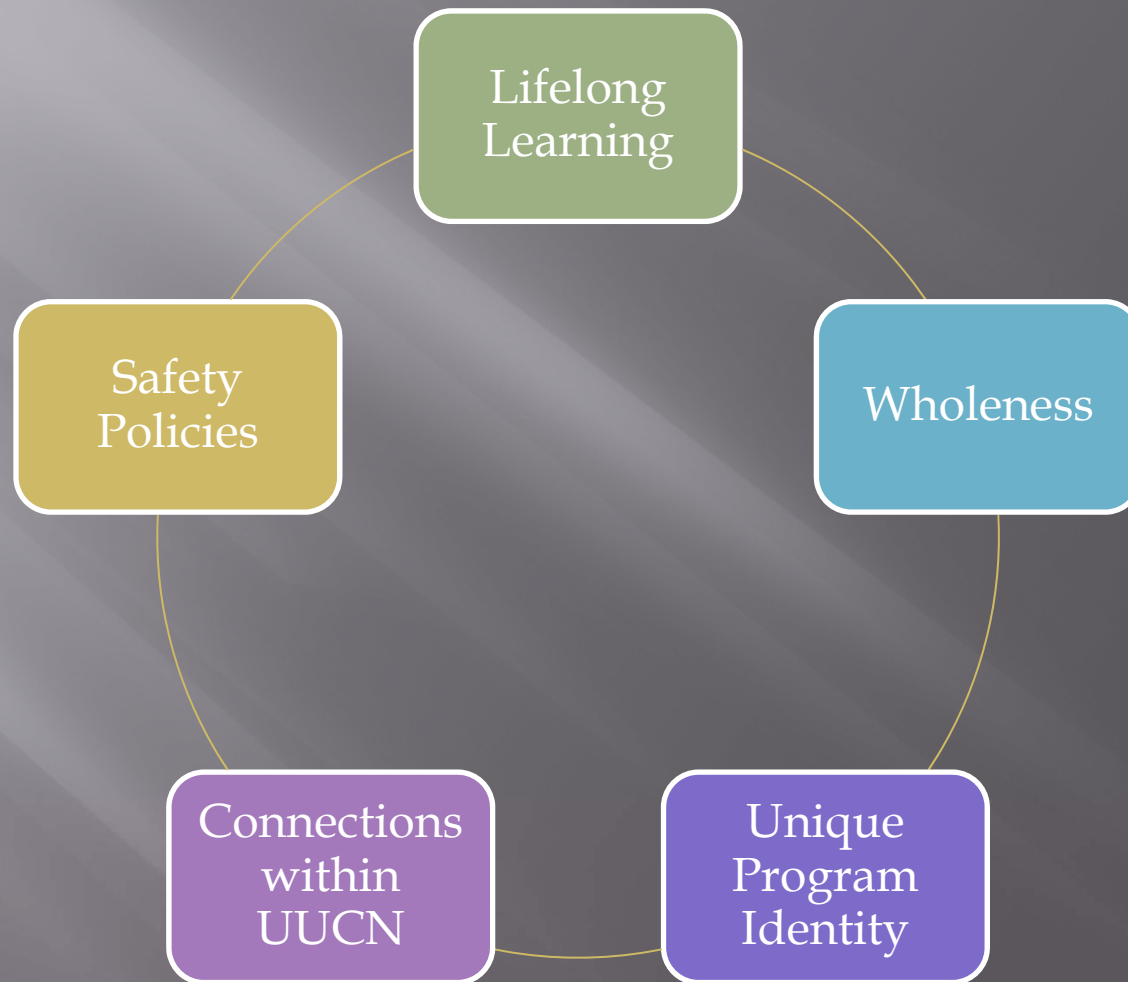 Lifelong
Learning
Safety
Policies
Wholeness
Connections
within
UUCN
Unique
Program
Identity